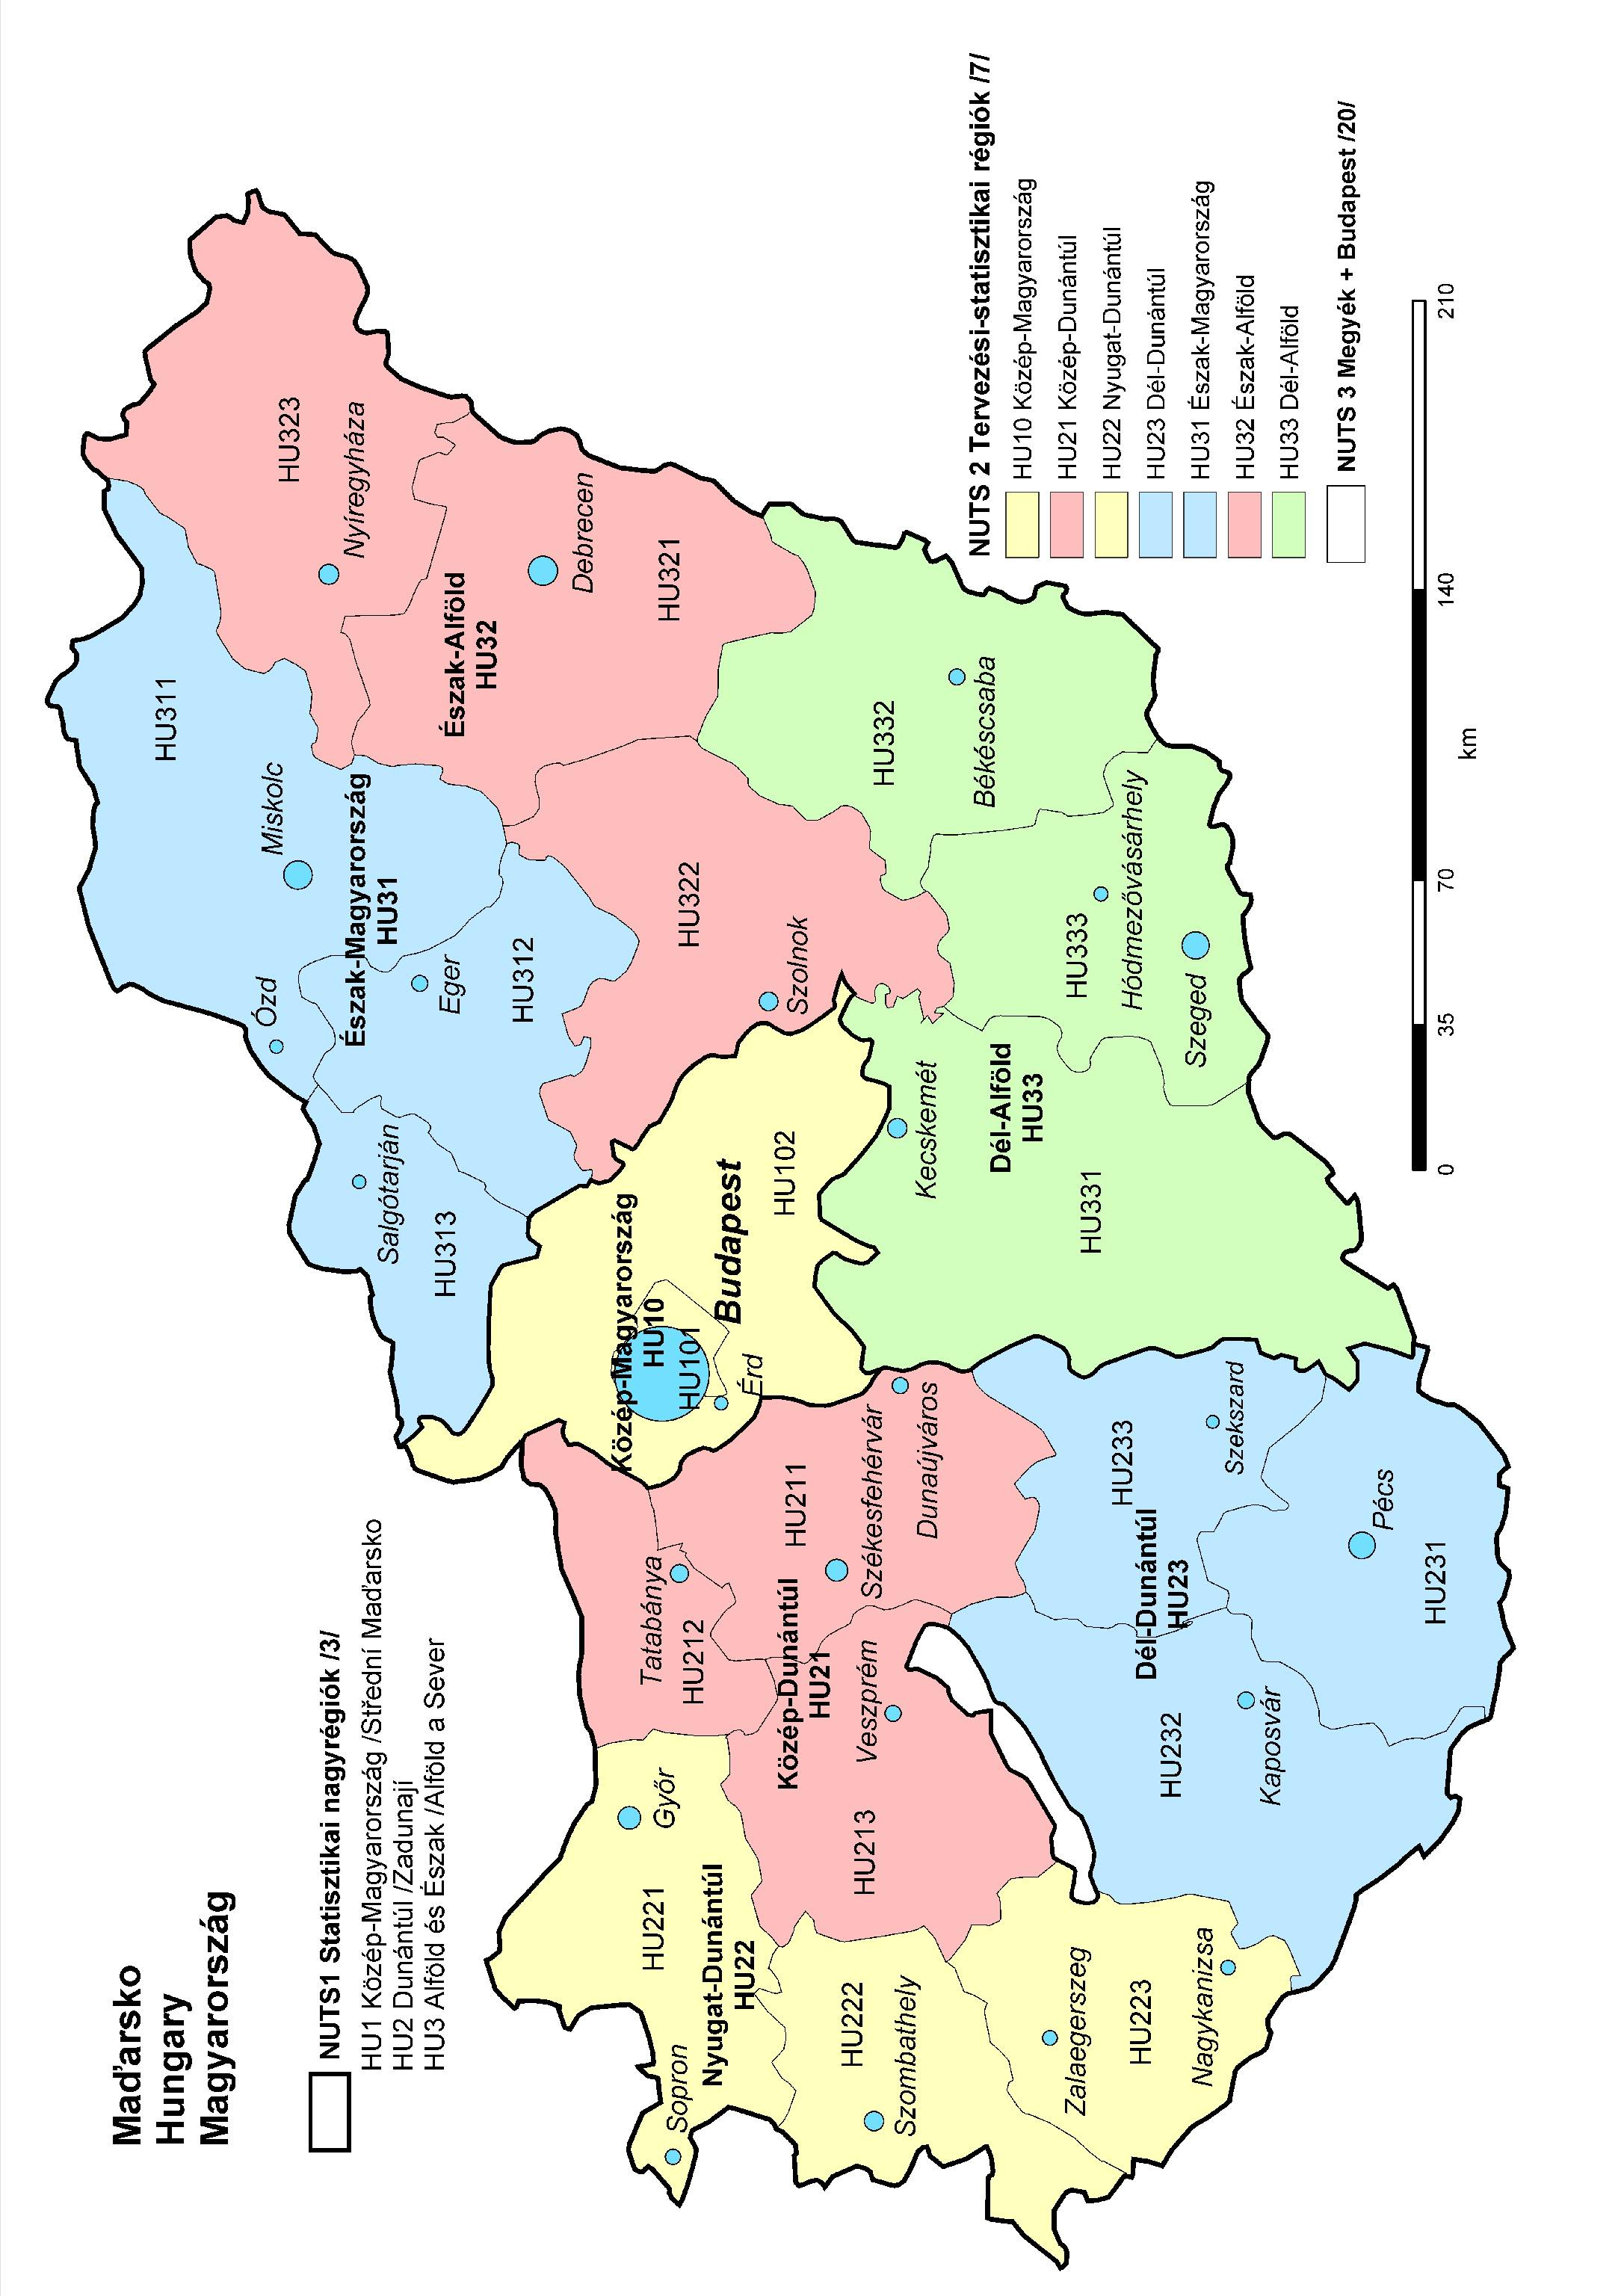 Maďarsko
Hungary
Magyarország
NUTS1 Statisztikai nagyrégiók /3/
HU1 Közép-Magyarország /Střední Maďarsko
HU2 Dunántúl /Zadunají
HU3 Alföld és Észak /Alföld a Sever
Sopron
Győr
HU221
Nyugat-Dunántúl
HU22
HU222
Szombathely
Zalaegerszeg
HU223
Nagykanizsa
Tatabánya
HU212
Közép-Dunántúl
HU21
HU211
Székesfehérvár
Dunaújváros
Veszprém
HU213
Dél-Dunántúl
HU23
HU233
Szekszard
HU232
Kaposvár
Pécs
HU231
Közép-Magyarország
HU10
HU101
Budapest
Érd
HU102
Salgótarján
HU313
Ózd
Miskolc
HU311
Észak-Magyarország
HU31
Eger
HU312
HU323
Nyíregyháza
Észak-Alföld
HU32
Debrecen
HU321
HU322
Szolnok
Kecskemét
Dél-Alföld
HU33
HU331
HU332
Békéscsaba
HU333
Hódmezővásárhely
Szeged
NUTS 2 Tervezési-statisztikai régiók /7/
HU10 Közép-Magyarország
HU21 Közép-Dunántúl
HU22 Nyugat-Dunántúl
HU23 Dél-Dunántúl
HU31 Észak-Magyarország
HU32 Észak-Alföld
HU33 Dél-Alföld
NUTS 3 Megyék + Budapest /20/
0 35 70 140 210
km